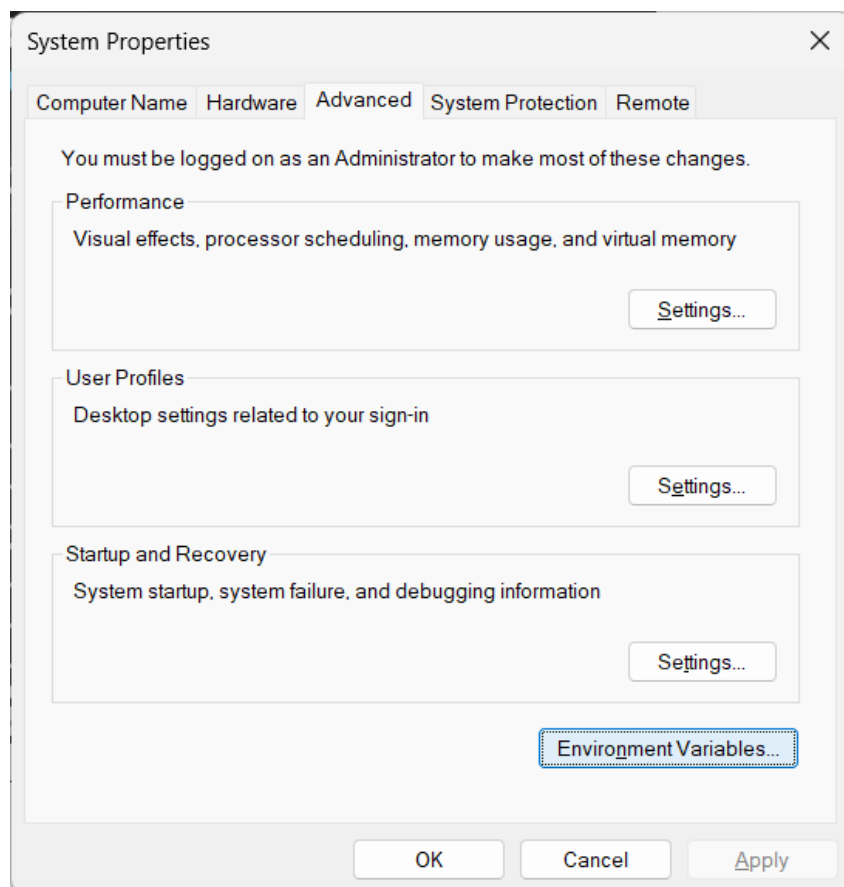 System Properties
Computer Name Hardware Advanced System Protection Remote
You must be logged on as an Administrator to make most of these changes.
Performance
Visual effects, processor scheduling, memory usage, and virtual memory
Settings...
User Profiles
Desktop settings related to your sign-in
Settings...
Startup and Recovery
System startup, system failure, and debugging information
Settings...
Environment Variables...
OK Cancel Apply